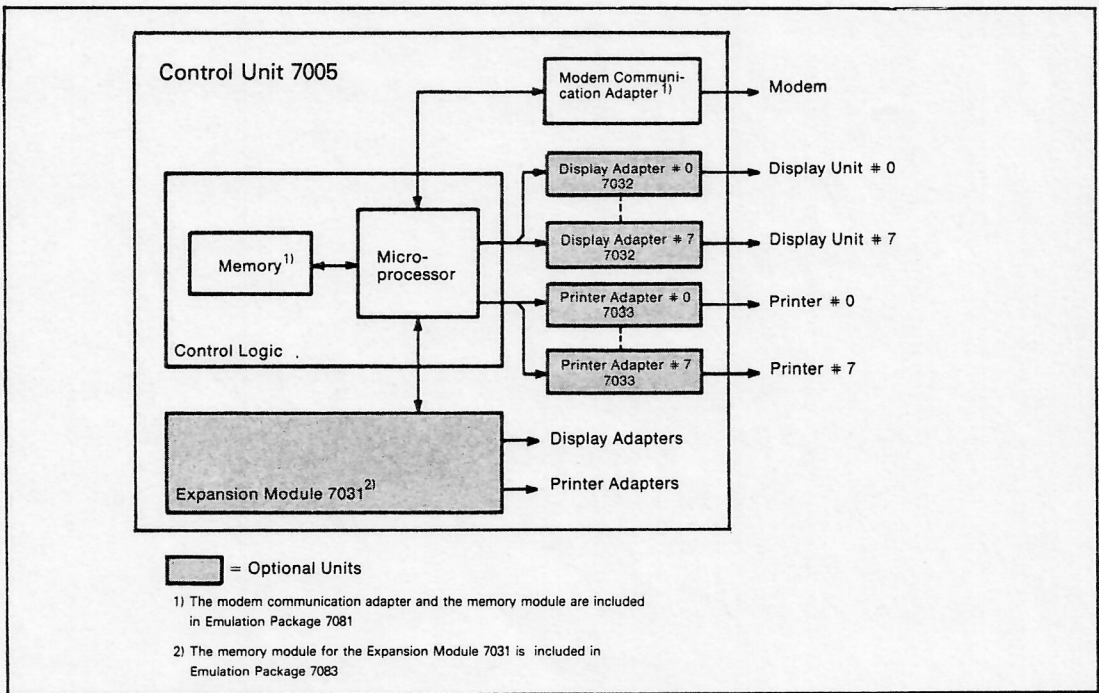 Control Unit 7005
Modem Communi-
cation Adapter 1)
Modem
Display Adapter # 0
7032
Display Unit # 0
Display Adapter # 7
7032
Display Unit # 7
Memory 1)
Micro-
processor
Control Logic
Printer Adapter # 0
7033
Printer # 0
Printer Adapter # 7
7033
Printer # 7
Expansion Module 7031 2)
Display Adapters
Printer Adapters
= Optional Units
1) The modem communication adapter and the memory module are included
in Emulation Package 7081
2) The memory module for the Expansion Module 7031 is included in
Emulation Package 7083